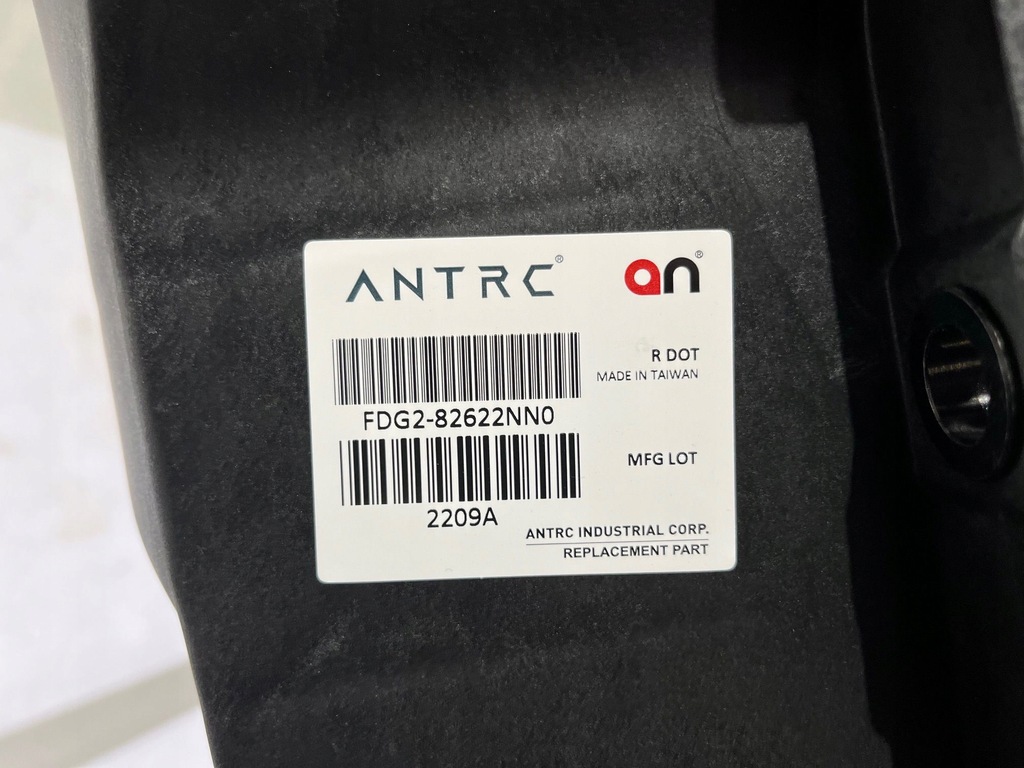 ANTRC®
an®
R DOT
MADE IN TAIWAN
FDG2-82622NN0
MFG LOT
2209A
ANTRC INDUSTRIAL CORP.
REPLACEMENT PART